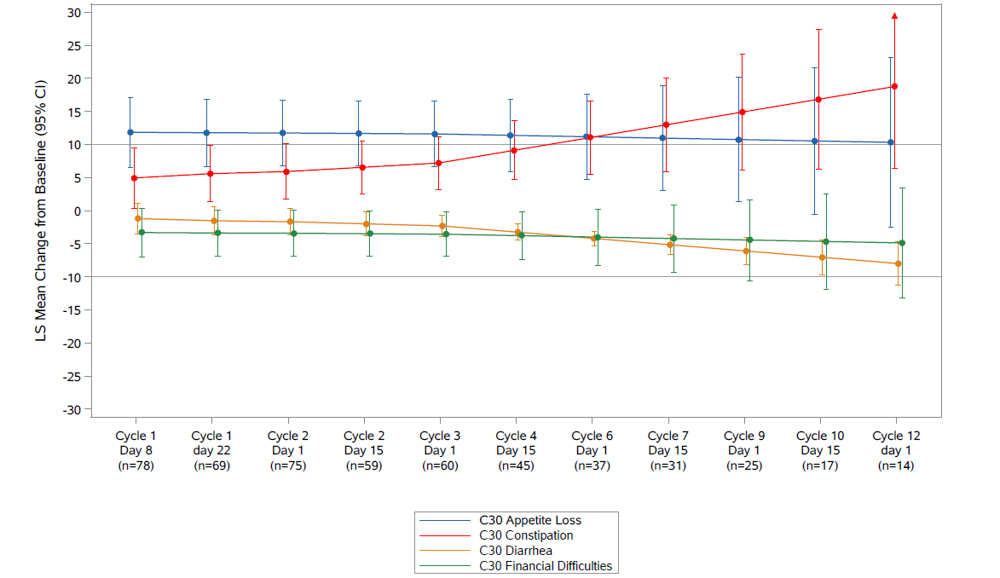 LS Mean Change from Baseline (95% CI)
30
25
20
15
10
5
0
-5
-10
-15
-20
-25
-30
Cycle 1 Cycle 1 Cycle 2 Cycle 2 Cycle 3 Cycle 4 Cycle 6 Cycle 7 Cycle 9 Cycle 10 Cycle 12
Day 8 day 22 Day 1 Day 15 Day 1 Day 15 Day 1 Day 15 Day 1 Day 15 day 1
(n=78) (n=69) (n=75) (n=59) (n=60) (n=45) (n=37) (n=31) (n=25) (n=17) (n=14)
C30 Appetite Loss
C30 Constipation
C30 Diarrhea
C30 Financial Difficulties